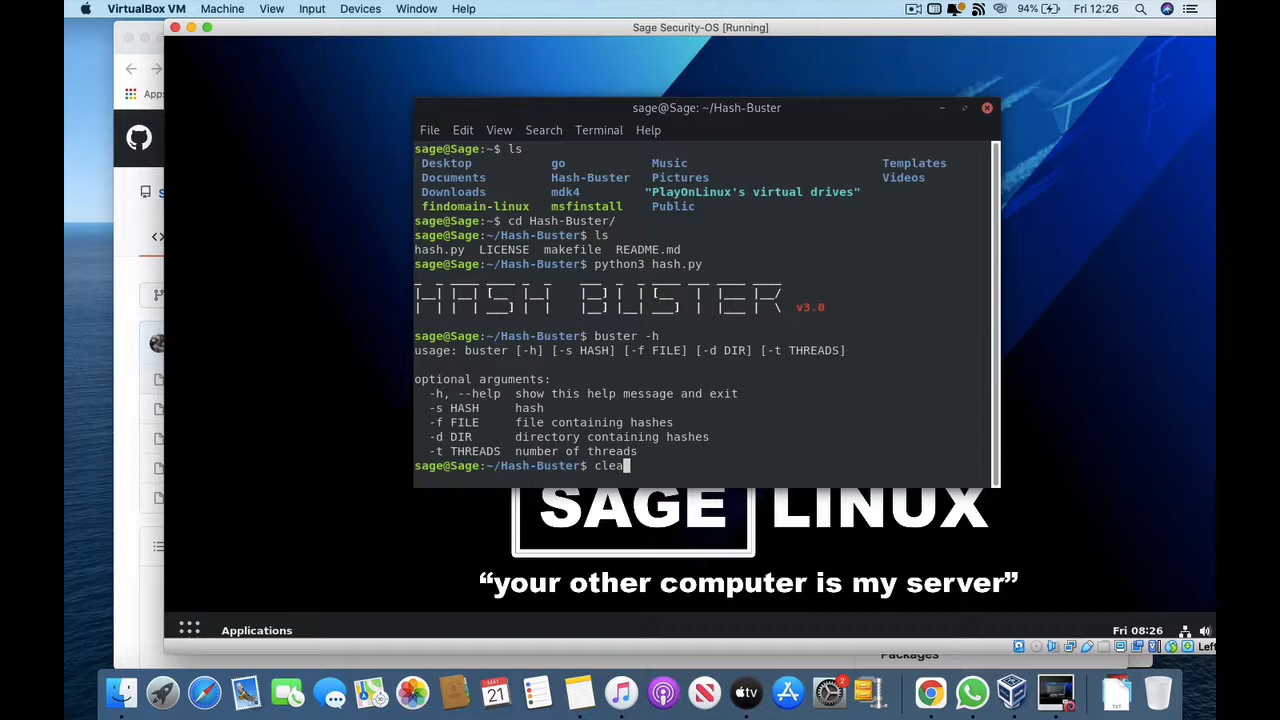 VirtualBox VM Machine View Input Devices Window Help 94% Fri 12:26
Sage Security-OS [Running]
Apps
sage@Sage: ~/Hash-Buster
File Edit View Search Terminal Help
sage@Sage:~$ ls
Desktop go Music Templates
Documents Hash-Buster Pictures Videos
Downloads mdk4 "PlayOnLinux's virtual drives"
findomain-linux msfinstall Public
sage@Sage:~$ cd Hash-Buster/
sage@Sage:~/Hash-Buster$ ls
hash.py LICENSE makefile README.md
sage@Sage:~/Hash-Buster$ python3 hash.py
HASH BUSTER v3.0
sage@Sage:~/Hash-Buster$ buster -h
usage: buster [-h] [-s HASH] [-f FILE] [-d DIR] [-t THREADS]
optional arguments:
-h, --help show this help message and exit
-s HASH hash
-f FILE file containing hashes
-d DIR directory containing hashes
-t THREADS number of threads
sage@Sage:~/Hash-Buster$ clea
SAGE LINUX
“your other computer is my server”
Applications Fri 08:26
Left
Packages
MAY
21
tv
2
TXT